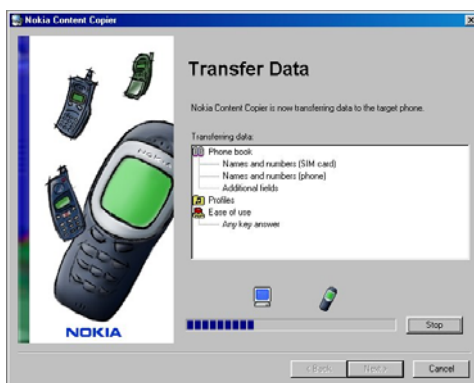 Nokia Content Copier
Transfer Data
Nokia Content Copier is now transferring data to the target phone.
Transferring data:
Phone book
Names and numbers (SIM card)
Names and numbers (phone)
Additional fields
Profiles
Ease of use
Any key answer
NOKIA
Stop
< Back
Next >
Cancel